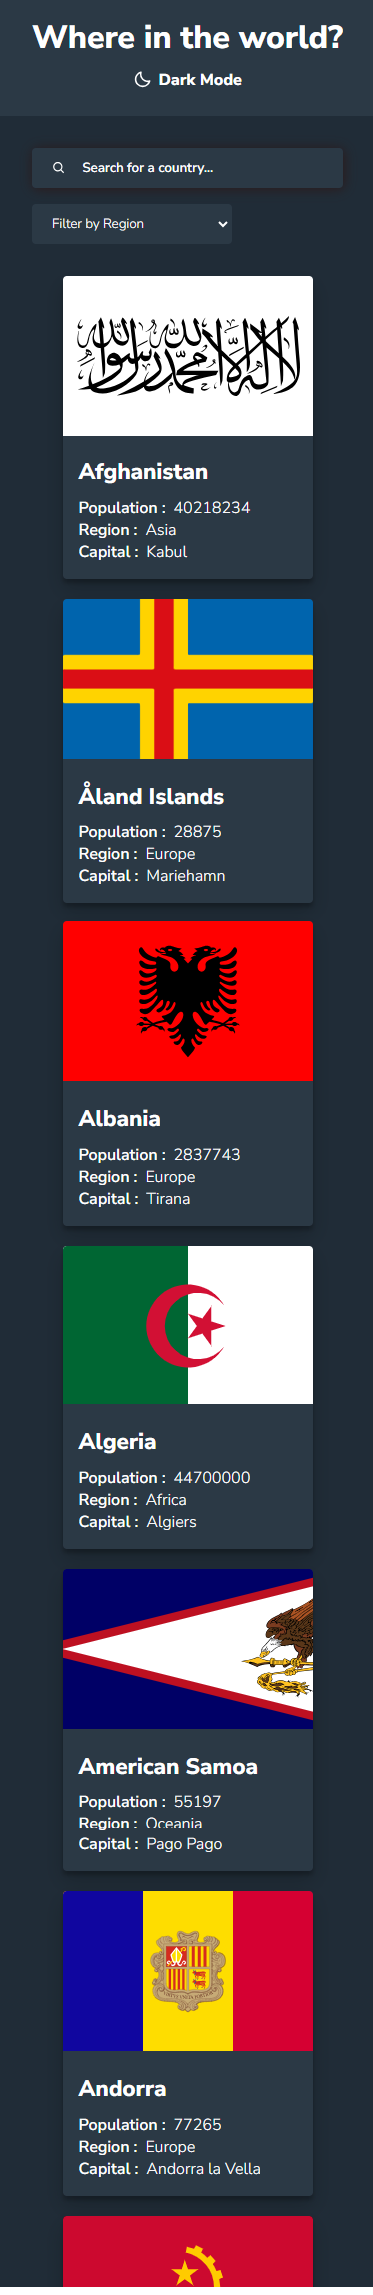 Where in the world?
Dark Mode
Search for a country...
Filter by Region
لا إله إلا الله محمد رسول الله
Afghanistan
Population : 40218234
Region : Asia
Capital : Kabul
Åland Islands
Population : 28875
Region : Europe
Capital : Mariehamn
Albania
Population : 2837743
Region : Europe
Capital : Tirana
Algeria
Population : 44700000
Region : Africa
Capital : Algiers
American Samoa
Population : 55197
Region : Oceania
Capital : Pago Pago
Andorra
Population : 77265
Region : Europe
Capital : Andorra la Vella